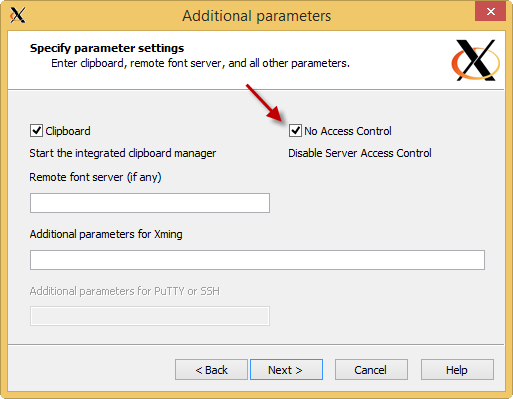 Additional parameters
Specify parameter settings
Enter clipboard, remote font server, and all other parameters.
Clipboard
No Access Control
Start the integrated clipboard manager
Disable Server Access Control
Remote font server (if any)
Additional parameters for Xming
Additional parameters for PuTTY or SSH
< Back
Next >
Cancel
Help